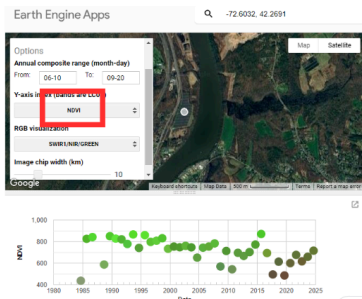 Earth Engine Apps
-72.6032, 42.2691
Options
Annual composite range (month-day)
From: 06-10 To: 09-20
Y-axis index (bands are LCOL)
NDVI
RGB visualization
SWIR1/NIR/GREEN
Image chip width (km)
10
Map Satellite
Google
Keyboard shortcuts Map Data 500 m Terms Report a map error
1,000
800
600
400
NDVI
1980 1985 1990 1995 2000 2005 2010 2015 2020 2025